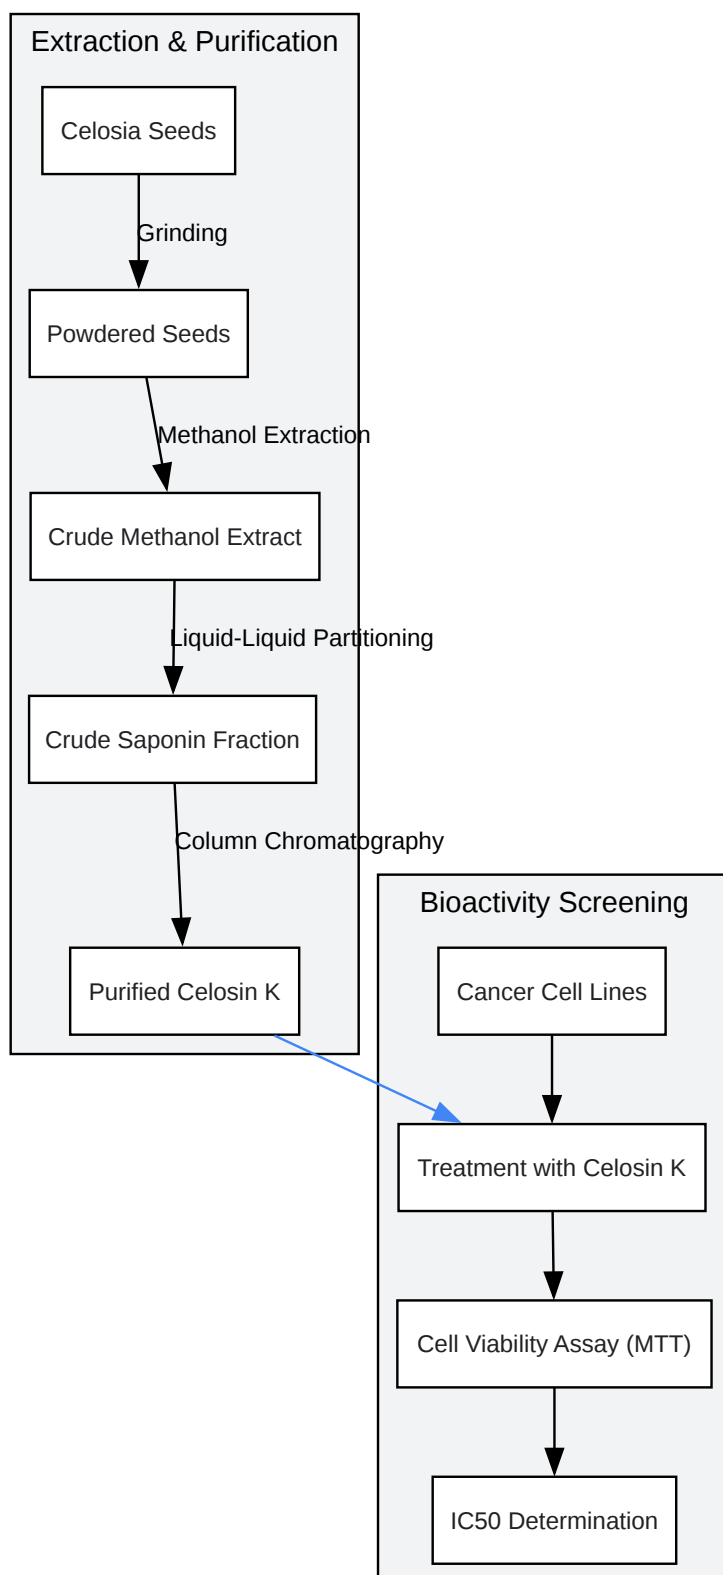 Extraction & Purification
Celosia Seeds
Grinding
Powdered Seeds
Methanol Extraction
Crude Methanol Extract
Liquid-Liquid Partitioning
Crude Saponin Fraction
Column Chromatography
Purified Celosin K
Bioactivity Screening
Cancer Cell Lines
Treatment with Celosin K
Cell Viability Assay (MTT)
IC50 Determination